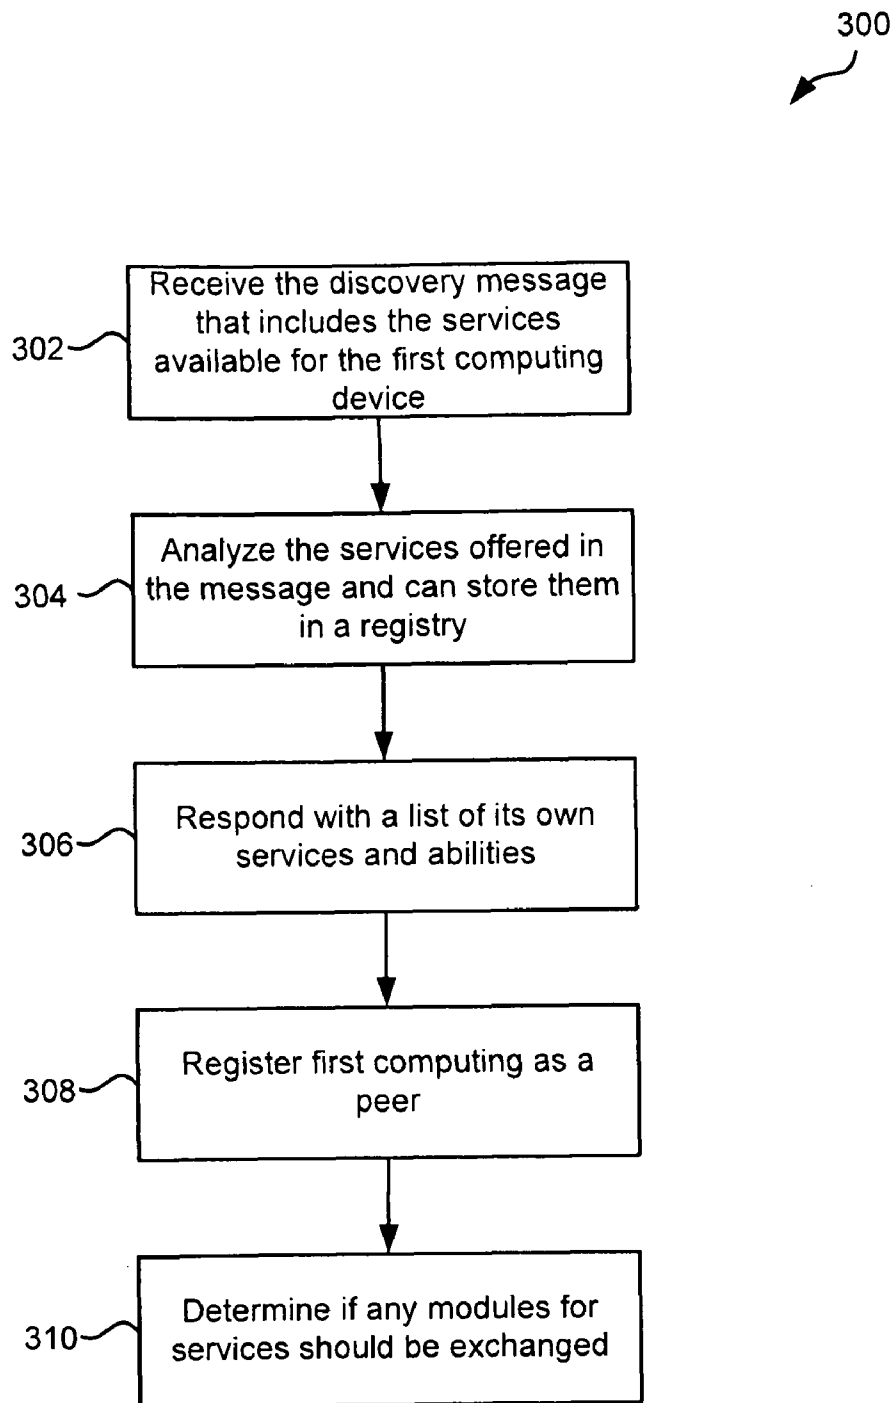 300
Receive the discovery message
that includes the services
available for the first computing
device
302
Analyze the services offered in
the message and can store them
in a registry
304
Respond with a list of its own
services and abilities
306
Register first computing as a
peer
308
Determine if any modules for
services should be exchanged
310